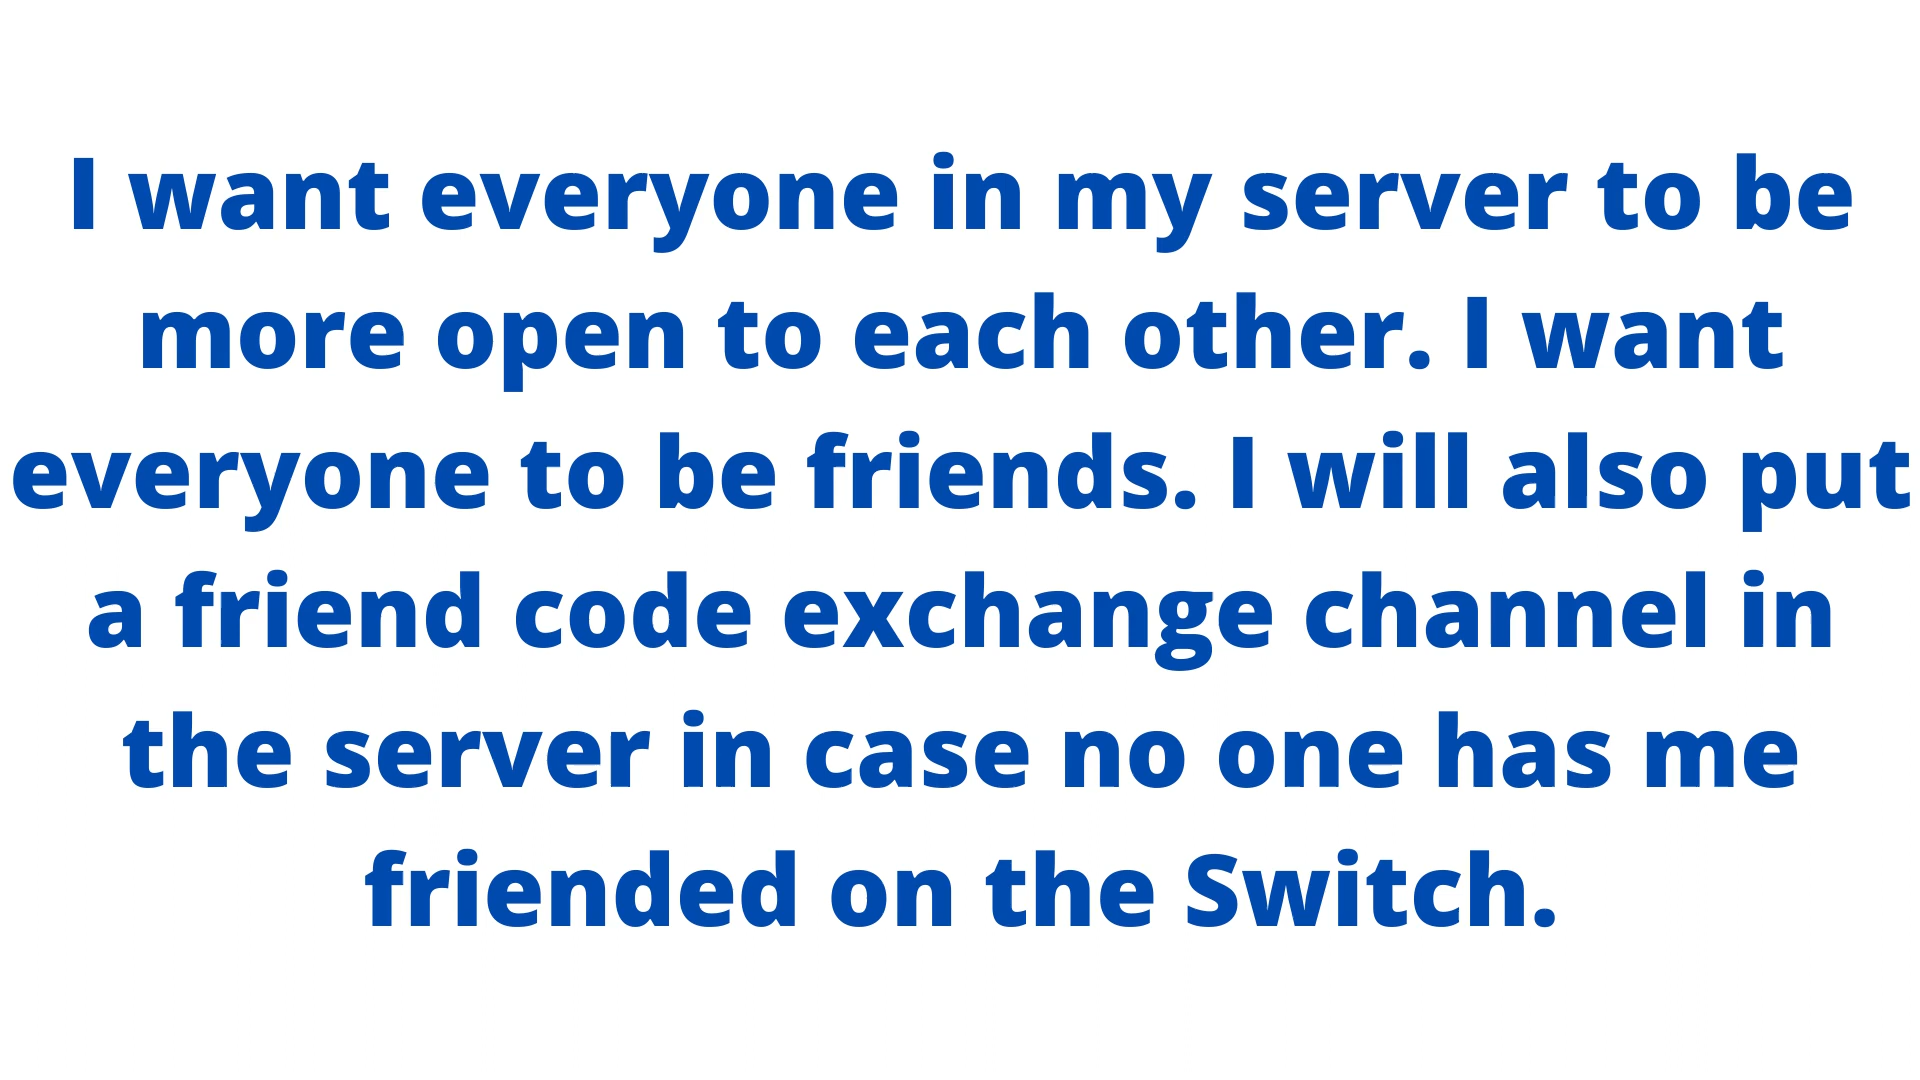 I want everyone in my server to be
more open to each other. I want
everyone to be friends. I will also put
a friend code exchange channel in
the server in case no one has me
friended on the Switch.